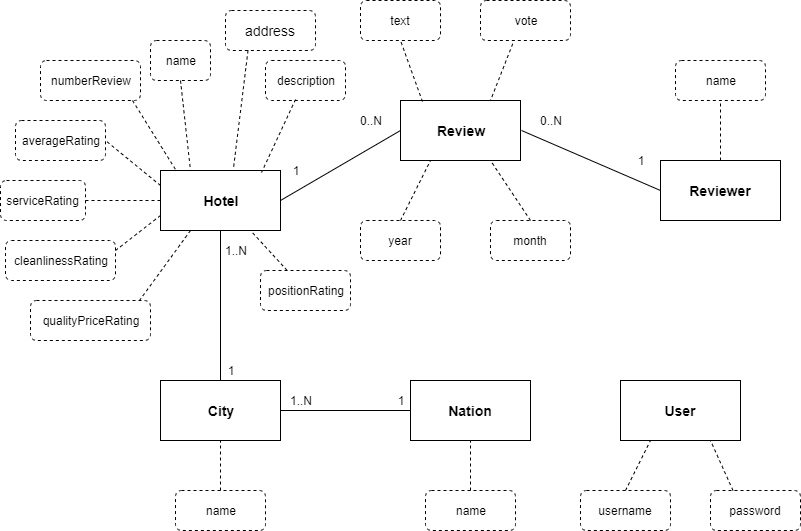 text
vote
address
name
description
numberReview
name
0..N
0..N
Review
averageRating
1
1
Hotel
Reviewer
serviceRating
year
month
1..N
cleanlinessRating
positionRating
qualityPriceRating
1
1..N
1
City
Nation
User
name
name
username
password